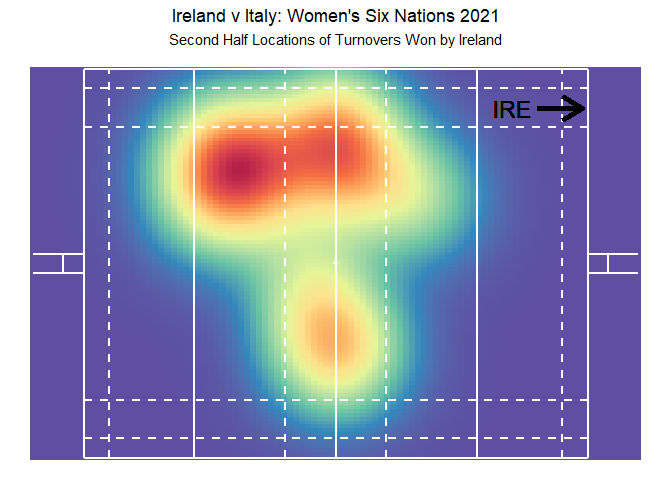 Ireland v Italy: Women's Six Nations 2021
Second Half Locations of Turnovers Won by Ireland
IRE